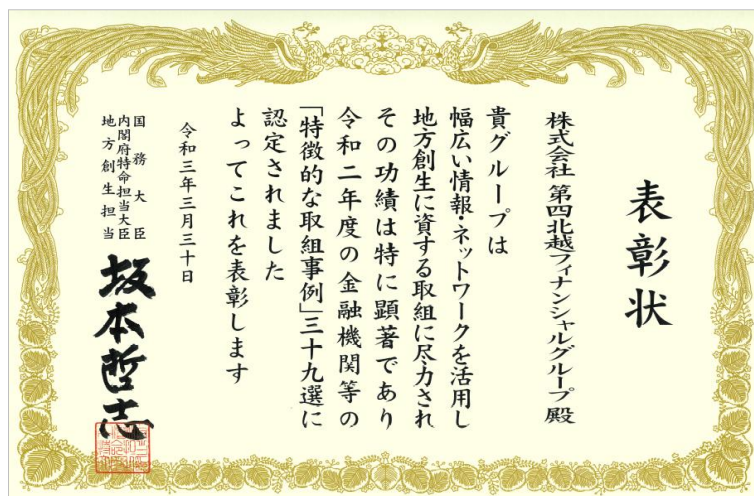 表彰状
株式会社 第四北越フィナンシャルグループ 殿
貴グループは
幅広い情報・ネットワークを活用し
地方創生に資する取組に尽力され
その功績は特に顕著であり
令和二年度の金融機関等の
「特徴的な取組事例」三十九選に
認定されました
よってこれを表彰します
令和三年三月三十日
国務大臣
内閣府特命担当大臣
地方創生担当
坂本哲志